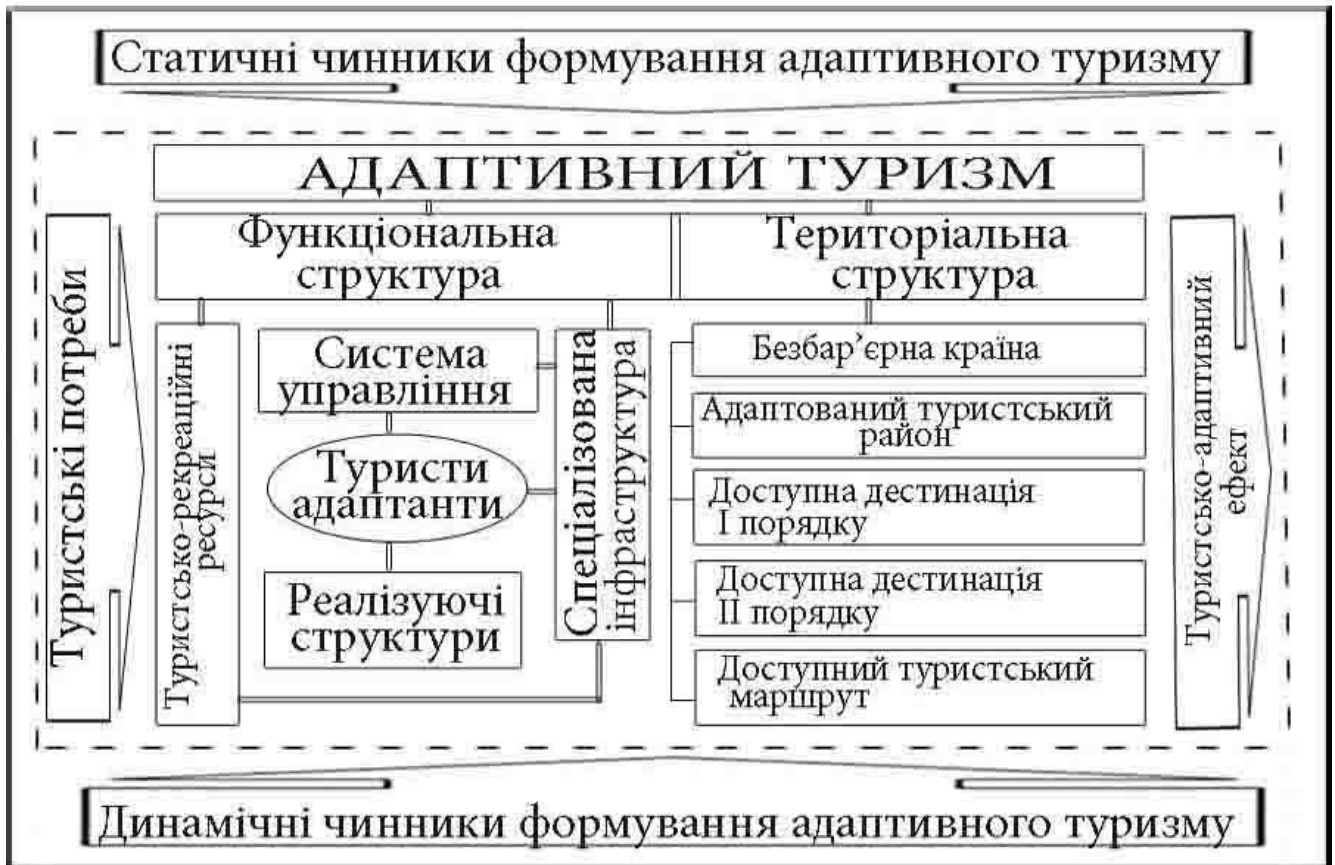 Статичні чинники формування адаптивного туризму
АДАПТИВНИЙ ТУРИЗМ
Туристські потреби
Функціональна
структура
Територіальна
структура
Туристсько-рекреаційні
ресурси
Система
управління
Туристи
адаптанти
Реалізуючі
структури
Спеціалізована
інфраструктура
Безбар’єрна країна
Адаптований туристський
район
Доступна дестинація
І порядку
Доступна дестинація
ІІ порядку
Доступний туристський
маршрут
Туристсько-адаптивний
ефект
Динамічні чинники формування адаптивного туризму